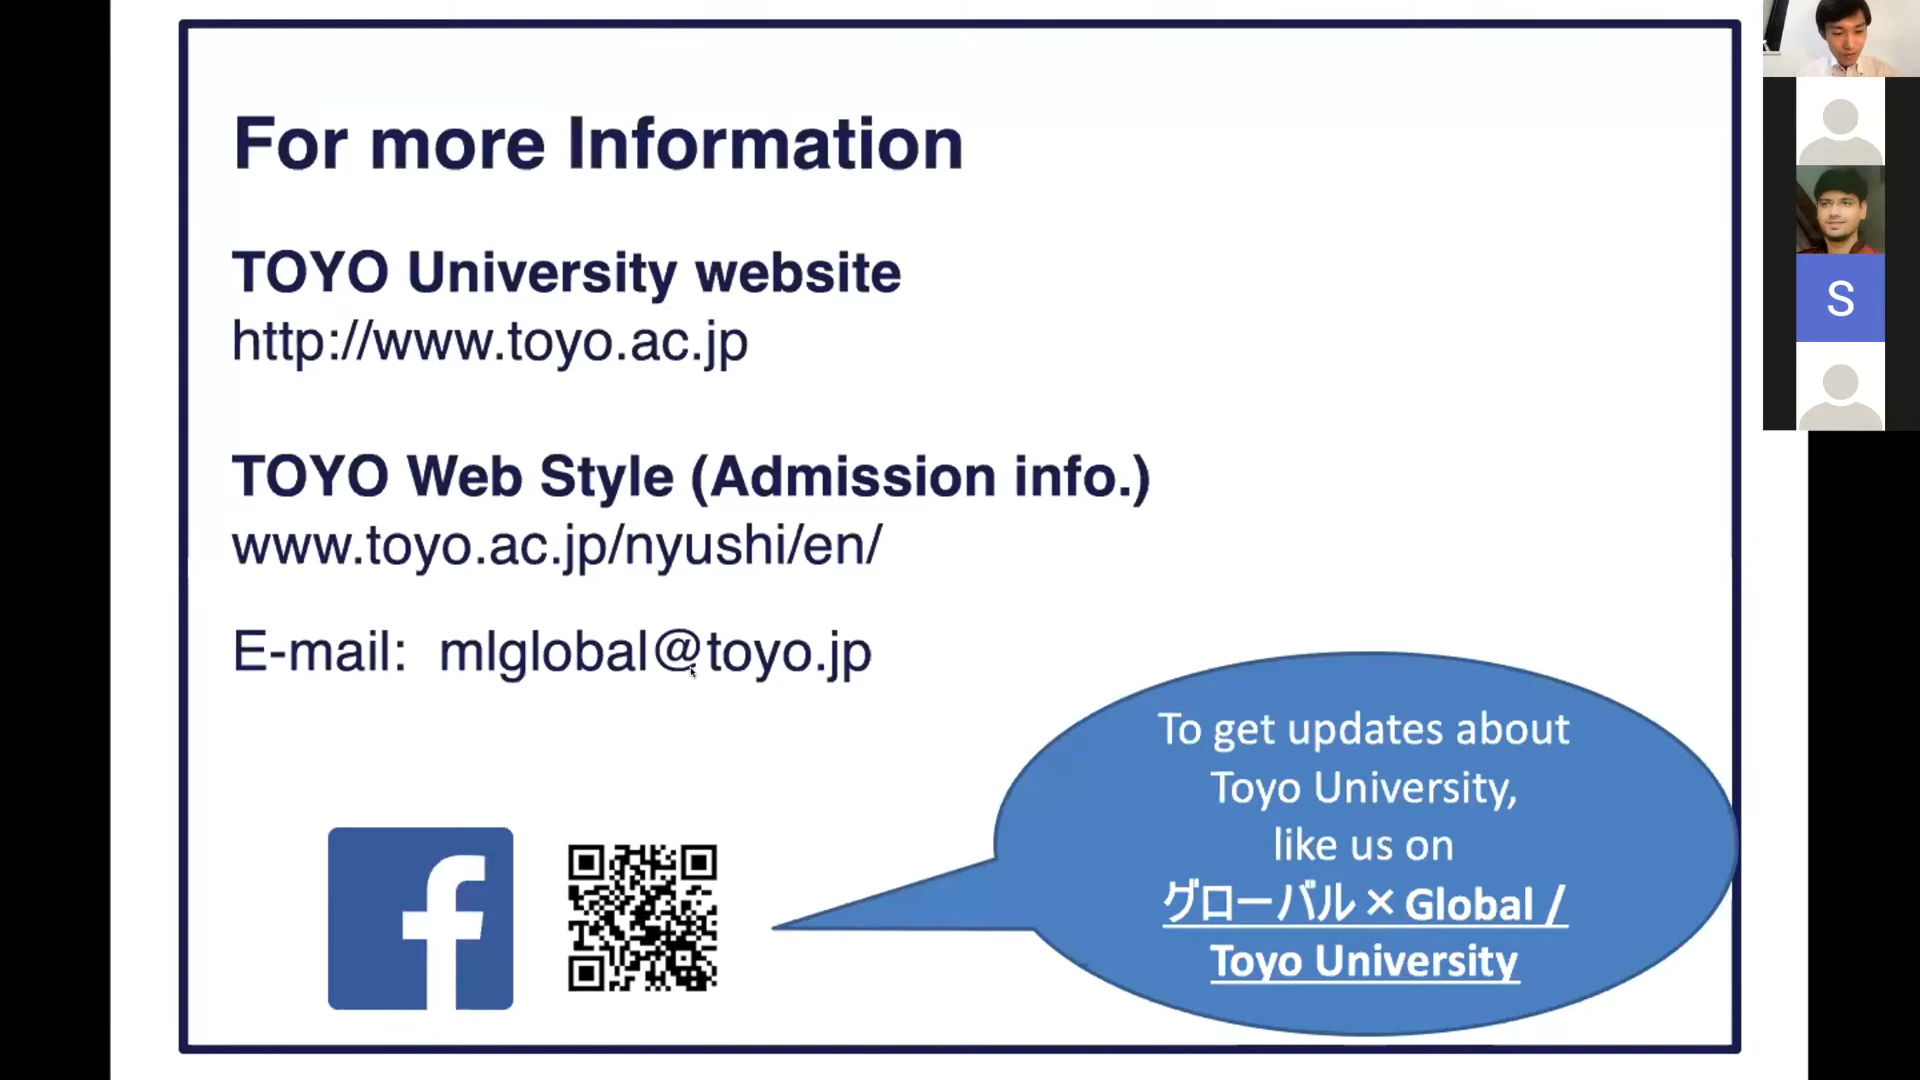 For more Information
TOYO University website
http://www.toyo.ac.jp
TOYO Web Style (Admission info.)
www.toyo.ac.jp/nyushi/en/
E-mail: mlglobal@toyo.jp
To get updates about
Toyo University,
like us on
グローバル × Global /
Toyo University
S